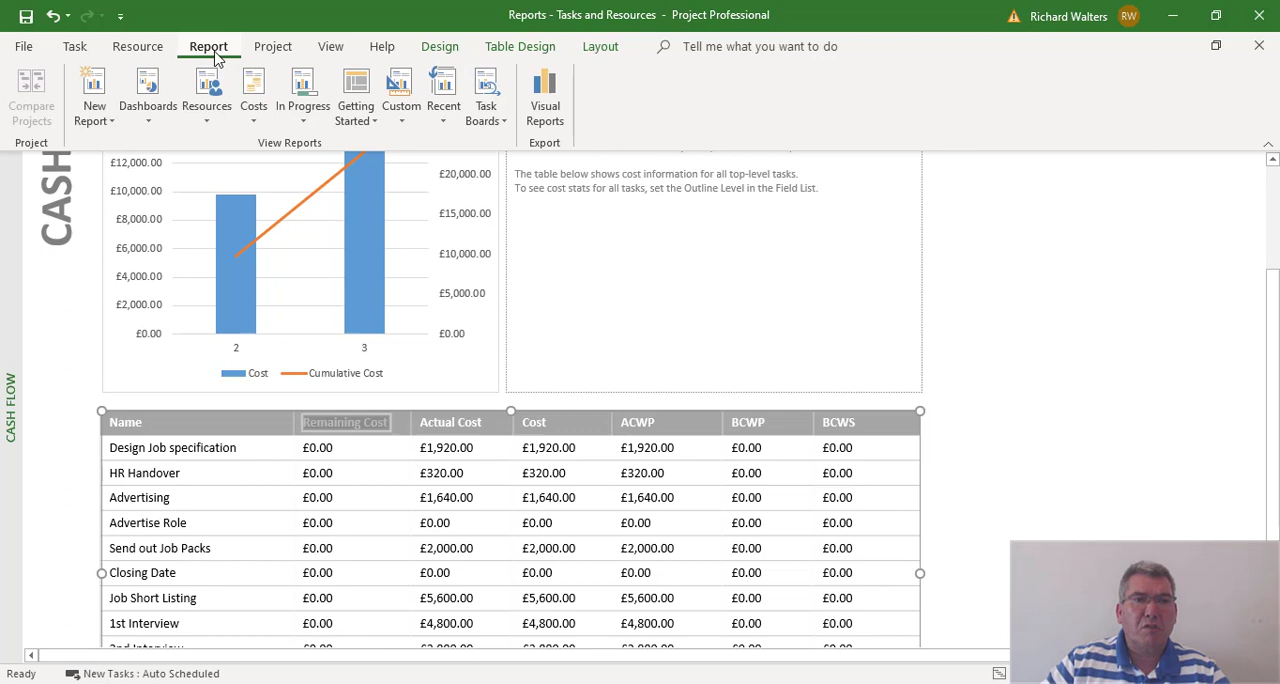 Reports - Tasks and Resources - Project Professional
Richard Walters RW
File Task Resource Report Project View Help Design Table Design Layout Tell me what you want to do
Compare Projects
New Report
Dashboards
Resources
Costs
In Progress
Getting Started
Custom
Recent
Task Boards
Visual Reports
Project View Reports Export
CASH
£12,000.00
£10,000.00
£8,000.00
£6,000.00
£4,000.00
£2,000.00
£0.00
£20,000.00
£15,000.00
£10,000.00
£5,000.00
£0.00
2 3
Cost Cumulative Cost
The table below shows cost information for all top-level tasks.
To see cost stats for all tasks, set the Outline Level in the Field List.
CASH FLOW
Name Remaining Cost Actual Cost Cost ACWP BCWP BCWS
Design Job specification £0.00 £1,920.00 £1,920.00 £1,920.00 £0.00 £0.00
HR Handover £0.00 £320.00 £320.00 £320.00 £0.00 £0.00
Advertising £0.00 £1,640.00 £1,640.00 £1,640.00 £0.00 £0.00
Advertise Role £0.00 £0.00 £0.00 £0.00 £0.00 £0.00
Send out Job Packs £0.00 £2,000.00 £2,000.00 £2,000.00 £0.00 £0.00
Closing Date £0.00 £0.00 £0.00 £0.00 £0.00 £0.00
Job Short Listing £0.00 £5,600.00 £5,600.00 £5,600.00 £0.00 £0.00
1st Interview £0.00 £4,800.00 £4,800.00 £4,800.00 £0.00 £0.00
2nd Interview
Ready New Tasks : Auto Scheduled